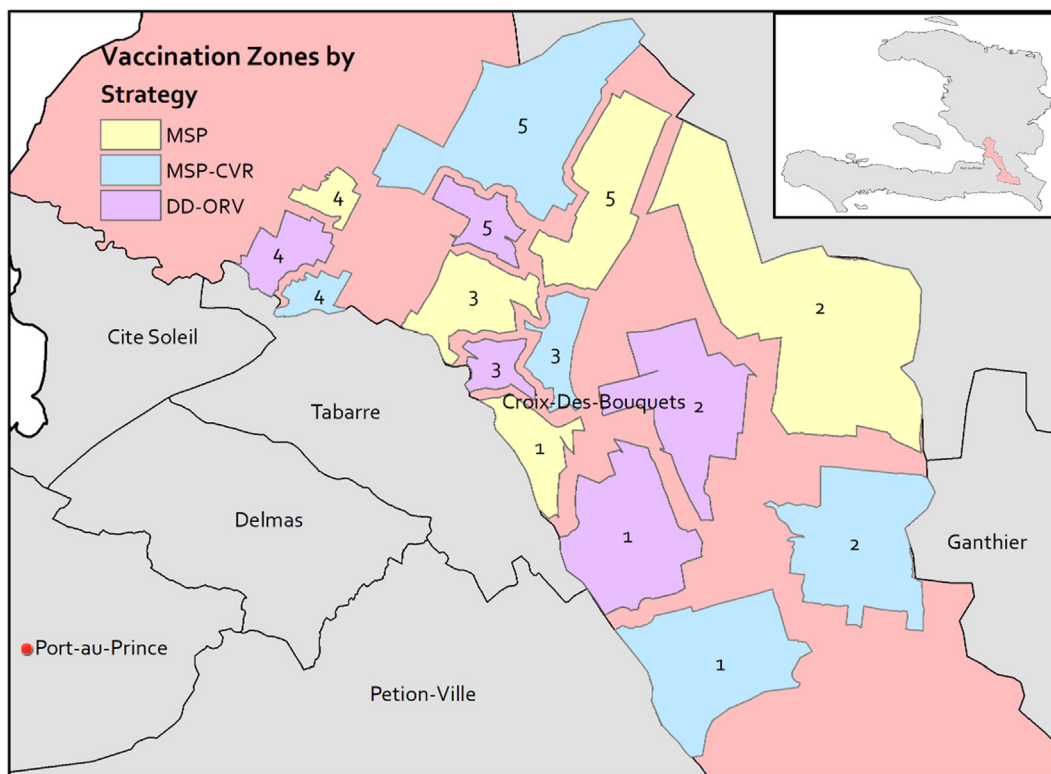 Vaccination Zones by
Strategy
MSP
MSP-CVR
DD-ORV
5
5
4
5
4
4
3
2
3
3
Croix-Des-Bouquets
2
1
1
2
1
Cite Soleil
Tabarre
Delmas
Ganthier
Port-au-Prince
Petion-Ville